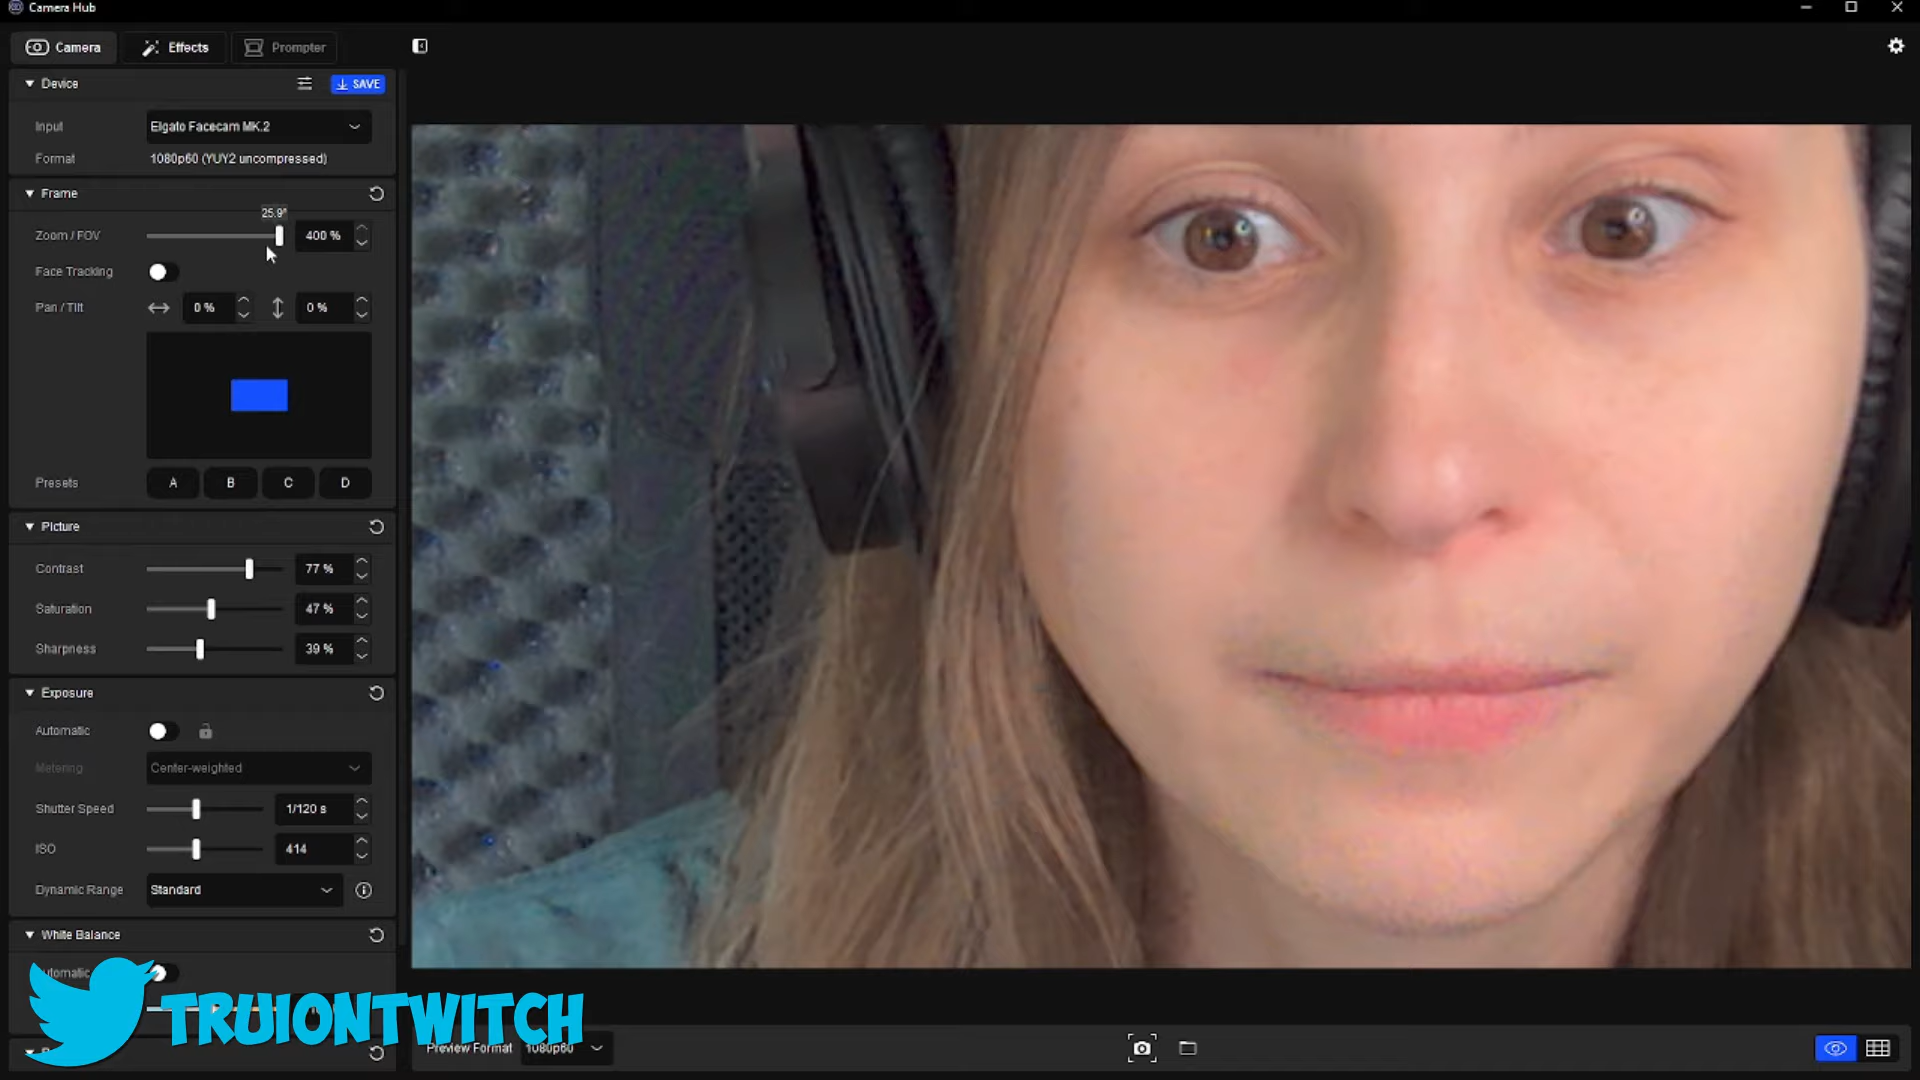 Camera Hub
Camera Effects Prompter
Device SAVE
Input Elgato Facecam MK.2
Format 1080p60 (YUY2 uncompressed)
Frame
25.9°
Zoom / FOV 400 %
Face Tracking
Pan / Tilt 0 % 0 %
Presets A B C D
Picture
Contrast 77 %
Saturation 47 %
Sharpness 39 %
Exposure
Automatic
Metering Center-weighted
Shutter Speed 1/120 s
ISO 414
Dynamic Range Standard
White Balance
TRUIONTWITCH
Preview Format 1080p60